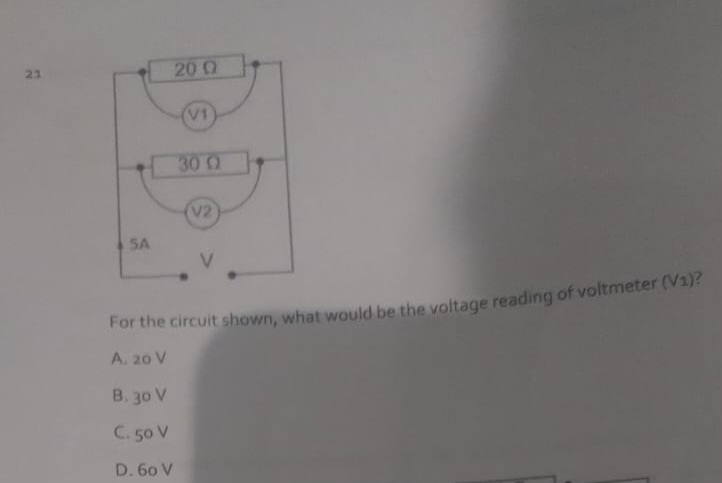 21
20 Ω
V1
30 Ω
V2
5A
V
For the circuit shown, what would be the voltage reading of voltmeter (V1)?
A. 20 V
B. 30 V
C. 50 V
D. 60 V